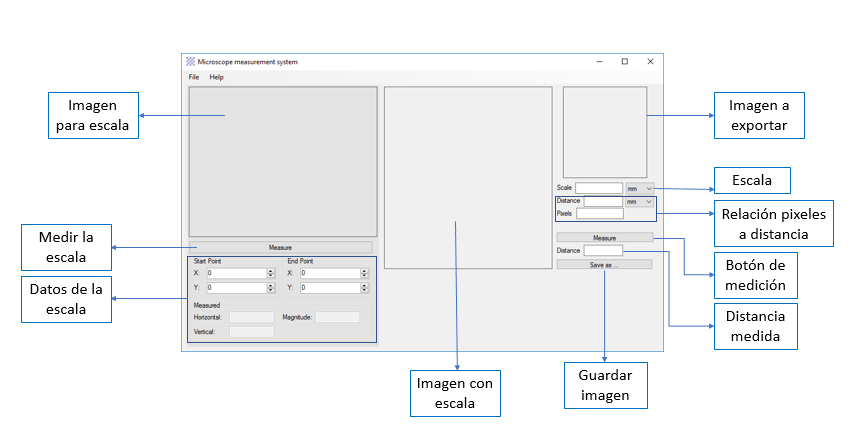 Microscope measurement system
File Help
Imagen
para escala
Imagen a
exportar
Scale mm
Escala
Distance mm
Pixels
Relación pixeles
a distancia
Medir la
escala
Measure
Measure
Botón de
medición
Distance
Save as ...
Datos de la
escala
Start Point End Point
X: 0 X: 0
Y: 0 Y: 0
Measured
Horizontal: Magnitude:
Vertical:
Distancia
medida
Imagen con
escala
Guardar
imagen